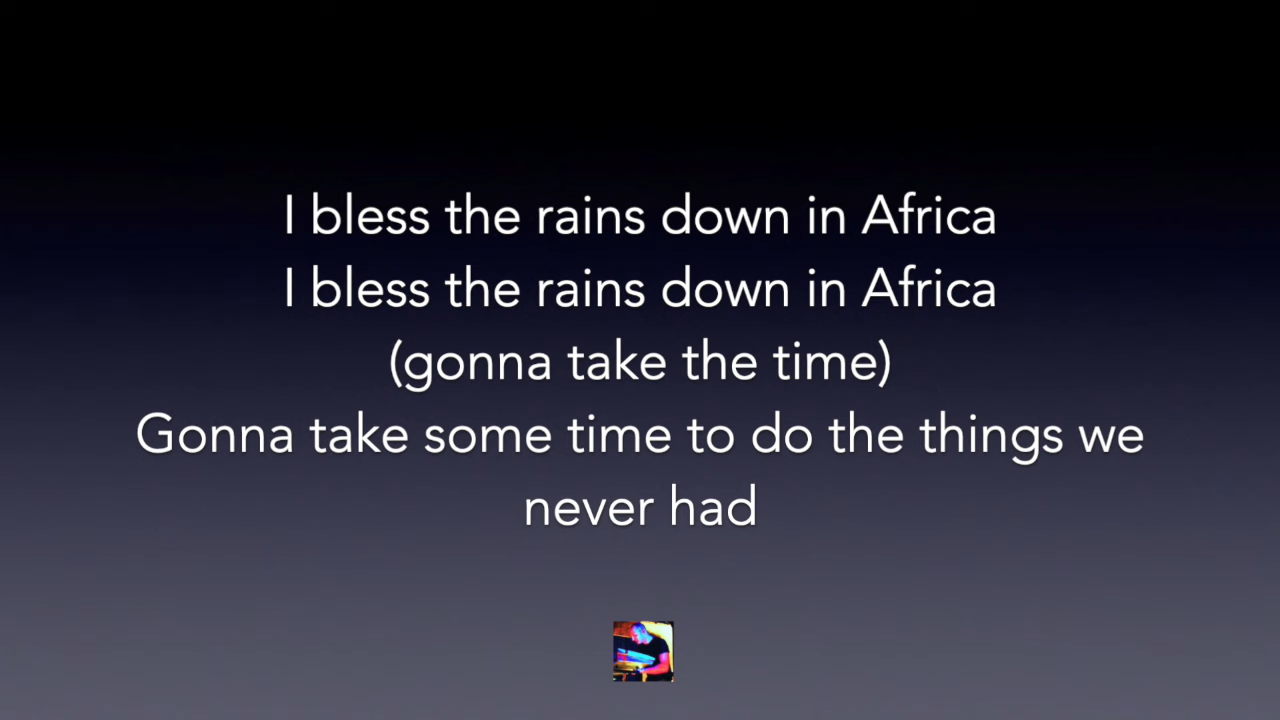 I bless the rains down in Africa
I bless the rains down in Africa
(gonna take the time)
Gonna take some time to do the things we
never had